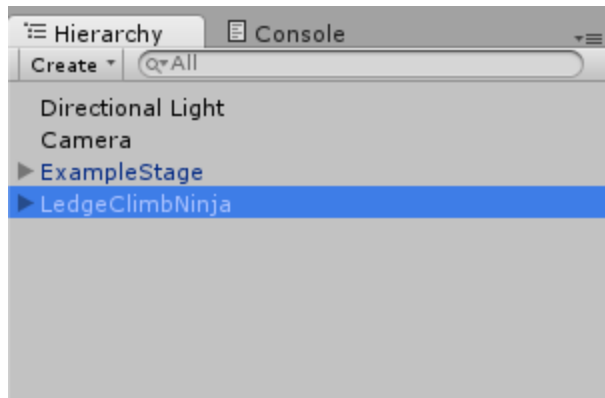 Hierarchy Console
Create All
Directional Light
Camera
ExampleStage
LedgeClimbNinja